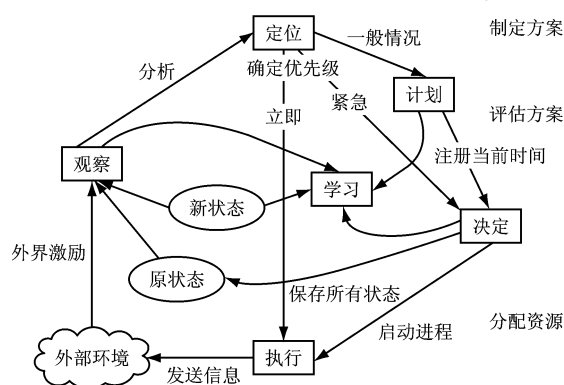 定位
制定方案
一般情况
分析
确定优先级
计划
紧急
立即
评估方案
观察
注册当前时间
学习
新状态
决定
外界激励
原状态
保存所有状态
启动进程
分配资源
外部环境
执行
发送信息